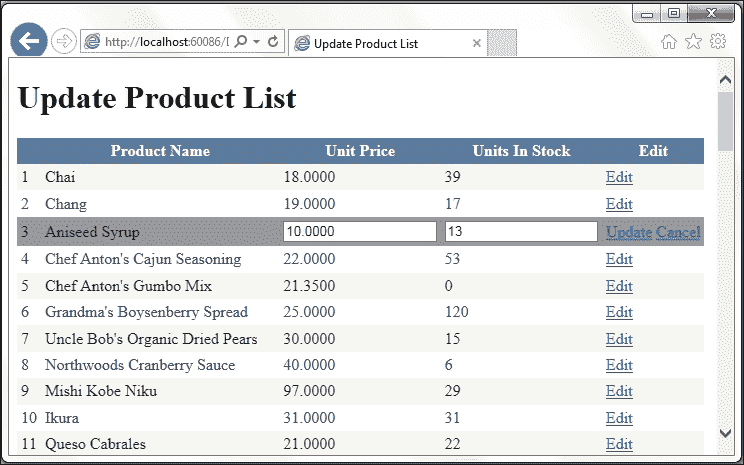 http://localhost:60086/
Update Product List
Update Product List
Product Name Unit Price Units In Stock Edit
1 Chai 18.0000 39 Edit
2 Chang 19.0000 17 Edit
3 Aniseed Syrup 10.0000 13 Update Cancel
4 Chef Anton's Cajun Seasoning 22.0000 53 Edit
5 Chef Anton's Gumbo Mix 21.3500 0 Edit
6 Grandma's Boysenberry Spread 25.0000 120 Edit
7 Uncle Bob's Organic Dried Pears 30.0000 15 Edit
8 Northwoods Cranberry Sauce 40.0000 6 Edit
9 Mishi Kobe Niku 97.0000 29 Edit
10 Ikura 31.0000 31 Edit
11 Queso Cabrales 21.0000 22 Edit